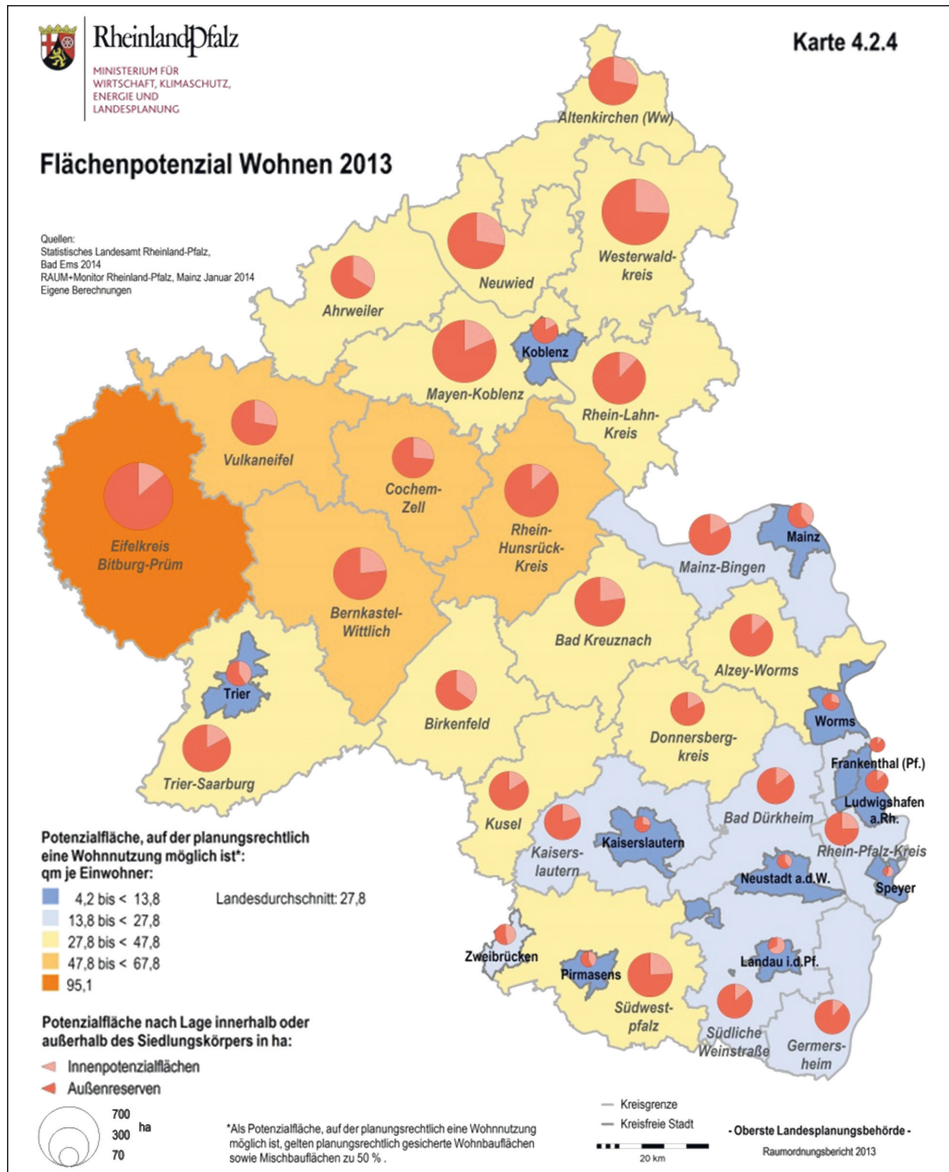 RheinlandPfalz
MINISTERIUM FÜR
WIRTSCHAFT, KLIMASCHUTZ,
ENERGIE UND
LANDESPLANUNG
Karte 4.2.4
Flächenpotenzial Wohnen 2013
Quellen:
Statistisches Landesamt Rheinland-Pfalz,
Bad Ems 2014
RAUM+Monitor Rheinland-Pfalz, Mainz Januar 2014
Eigene Berechnungen
Altenkirchen (Ww)
Westerwald-
kreis
Neuwied
Ahrweiler
Koblenz
Mayen-Koblenz
Rhein-Lahn-
Kreis
Vulkaneifel
Cochem-
Zell
Eifelkreis
Bitburg-Prüm
Rhein-
Hunsrück-
Kreis
Mainz
Mainz-Bingen
Bernkastel-
Wittlich
Bad Kreuznach
Alzey-Worms
Trier
Birkenfeld
Worms
Donnersberg-
kreis
Trier-Saarburg
Frankenthal (Pf.)
Ludwigshafen
a.Rh.
Kusel
Bad Dürkheim
Kaisers-
lautern
Kaiserslautern
Rhein-Pfalz-Kreis
Neustadt a.d.W.
Speyer
Zweibrücken
Pirmasens
Landau i.d.Pf.
Südwest-
pfalz
Südliche
Weinstraße
Germers-
heim
Potenzialfläche, auf der planungsrechtlich
eine Wohnnutzung möglich ist*:
qm je Einwohner:
4,2 bis < 13,8 Landesdurchschnitt: 27,8
13,8 bis < 27,8
27,8 bis < 47,8
47,8 bis < 67,8
95,1
Potenzialfläche nach Lage innerhalb oder
außerhalb des Siedlungskörpers in ha:
Innenpotenzialflächen
Außenreserven
700
300
70
ha
*Als Potenzialfläche, auf der planungsrechtlich eine Wohnnutzung
möglich ist, gelten planungsrechtlich gesicherte Wohnbauflächen
sowie Mischbauflächen zu 50 % .
Kreisgrenze
Kreisfreie Stadt
20 km
- Oberste Landesplanungsbehörde -
Raumordnungsbericht 2013